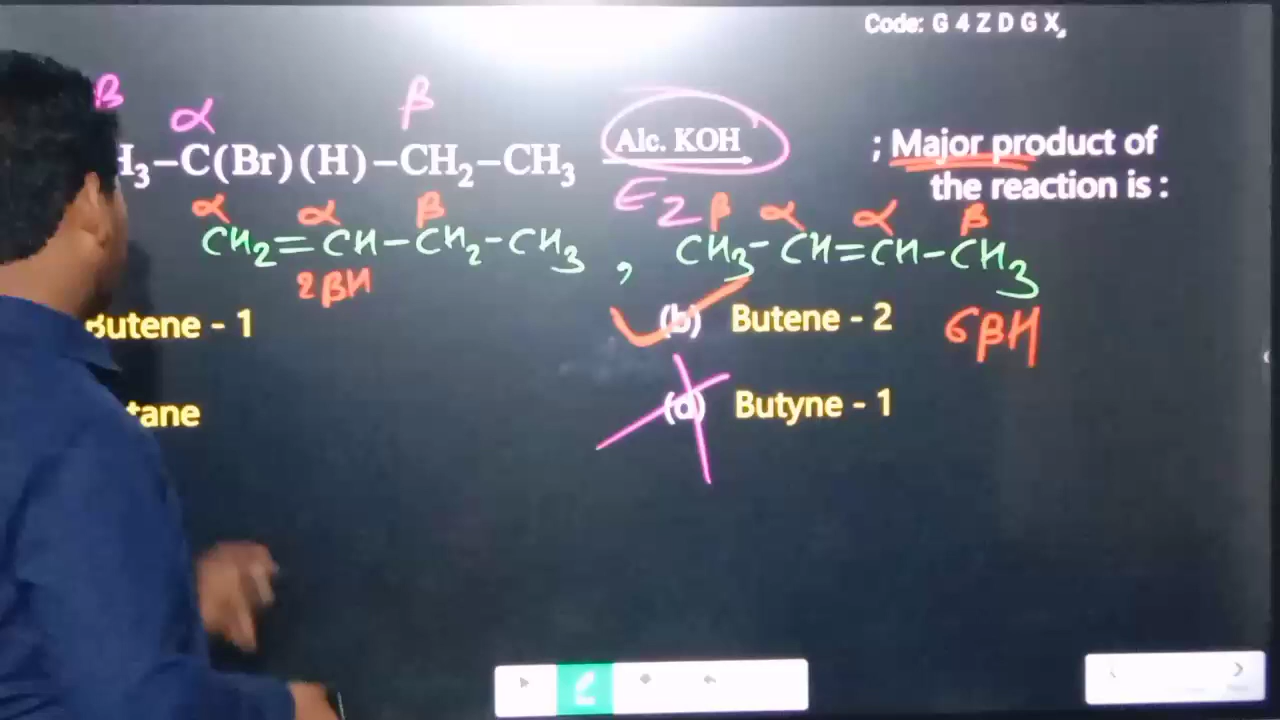 Code: G 4 Z D G X,
β α β
H₃–C(Br)(H)–CH₂–CH₃ Alc. KOH ; Major product of
E2 the reaction is :
α α β β α α β
CH₂=CH–CH₂–CH₃ , CH₃–CH=CH–CH₃
2βH
Butene - 1 (b) Butene - 2 6βH
tane (d) Butyne - 1